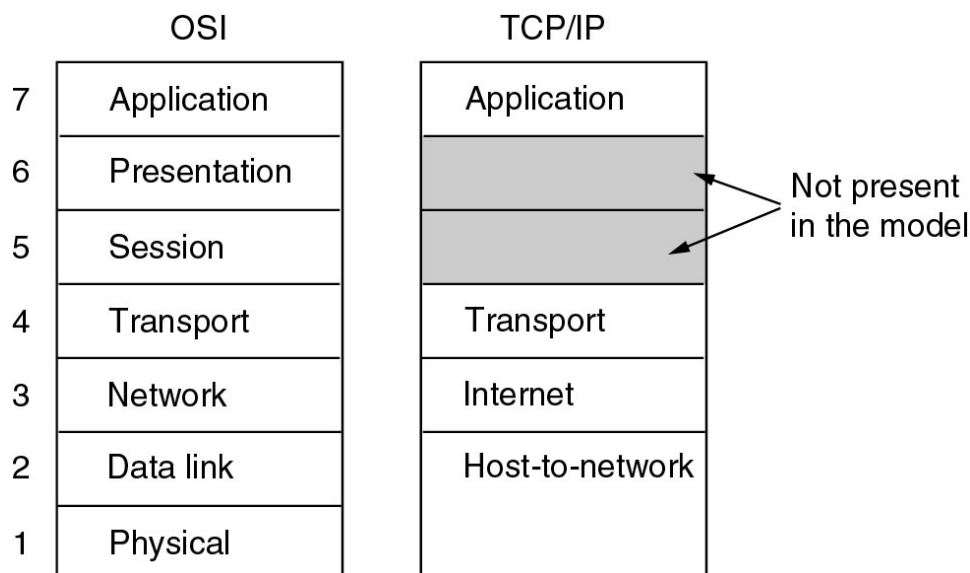 OSI TCP/IP
7 Application Application
6 Presentation
Not present
in the model
5 Session
4 Transport Transport
3 Network Internet
2 Data link Host-to-network
1 Physical